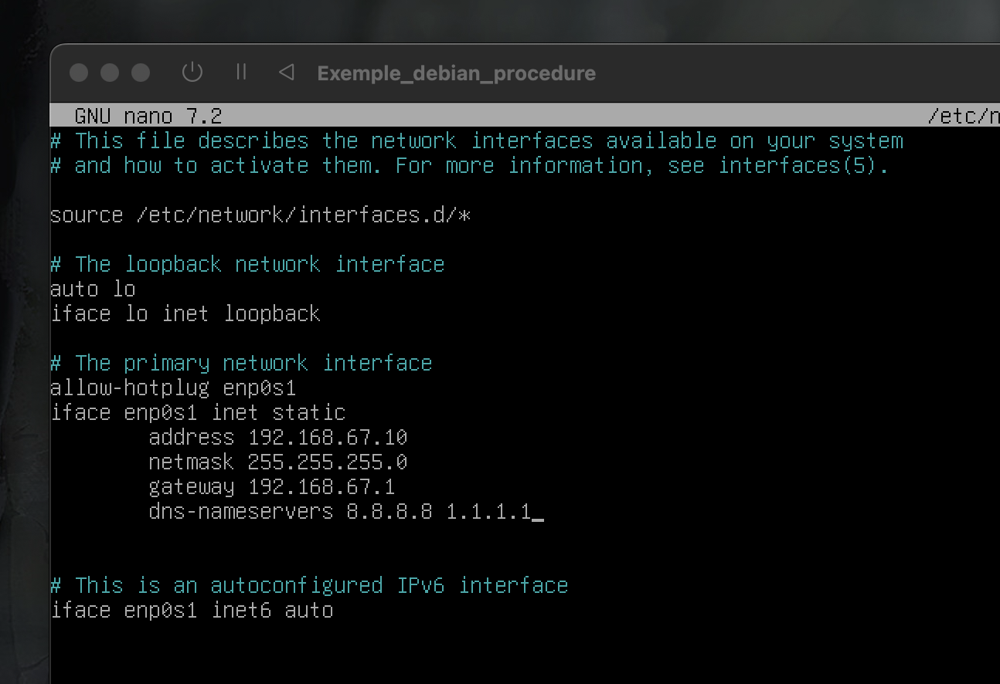 Exemple_debian_procedure
GNU nano 7.2 /etc/n
# This file describes the network interfaces available on your system
# and how to activate them. For more information, see interfaces(5).
source /etc/network/interfaces.d/*
# The loopback network interface
auto lo
iface lo inet loopback
# The primary network interface
allow-hotplug enp0s1
iface enp0s1 inet static
address 192.168.67.10
netmask 255.255.255.0
gateway 192.168.67.1
dns-nameservers 8.8.8.8 1.1.1.1
# This is an autoconfigured IPv6 interface
iface enp0s1 inet6 auto